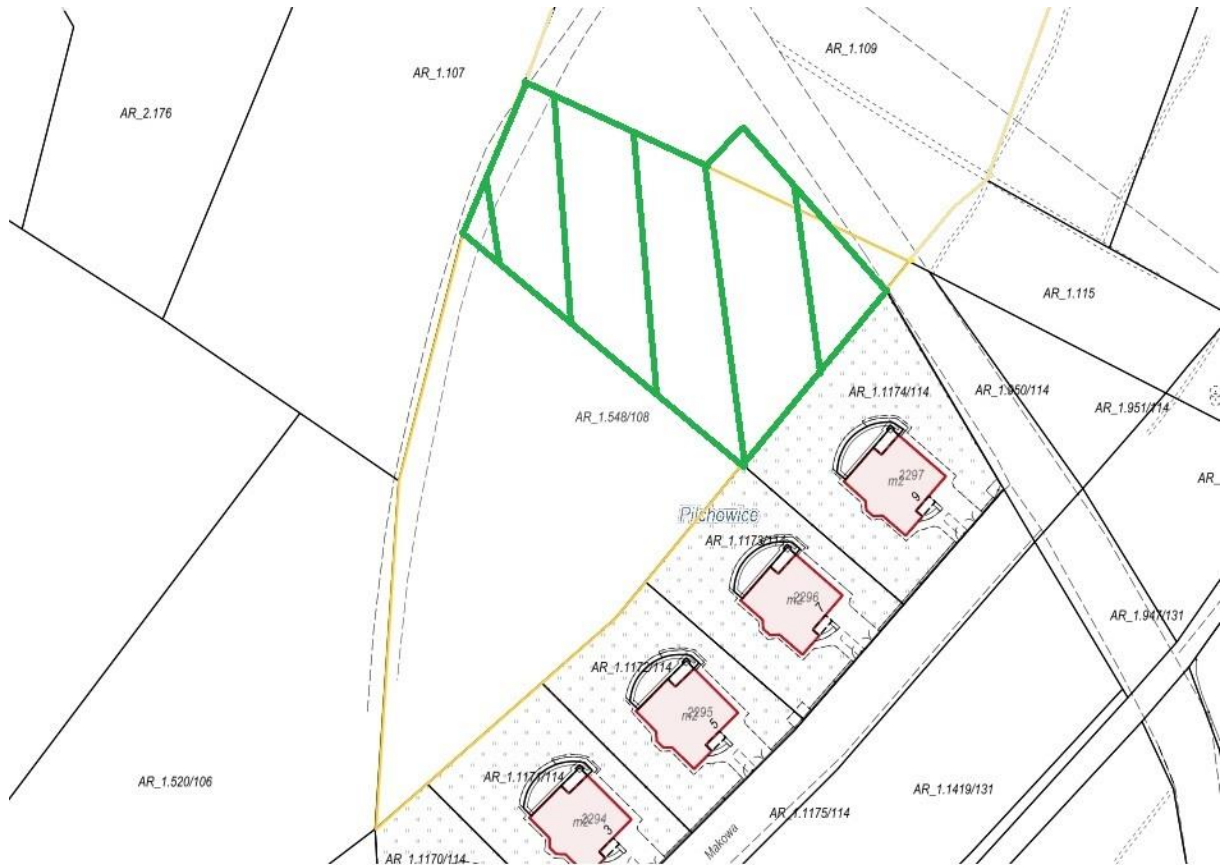 AR_1.109
AR_1.107
AR_2.176
AR_1.115
AR_1.1174/114
AR_1.950/114
AR_1.951/114
AR_1.548/108
2297
m2
9
AR_
Pilchowice
AR_1.1173/114
2296
m2
7
AR_1.947/131
AR_1.1172/114
2295
m2
5
AR_1.520/106
AR_1.1171/114
AR_1.1419/131
AR_1.1175/114
2294
m2
3
Makowa
AR_1.1170/114